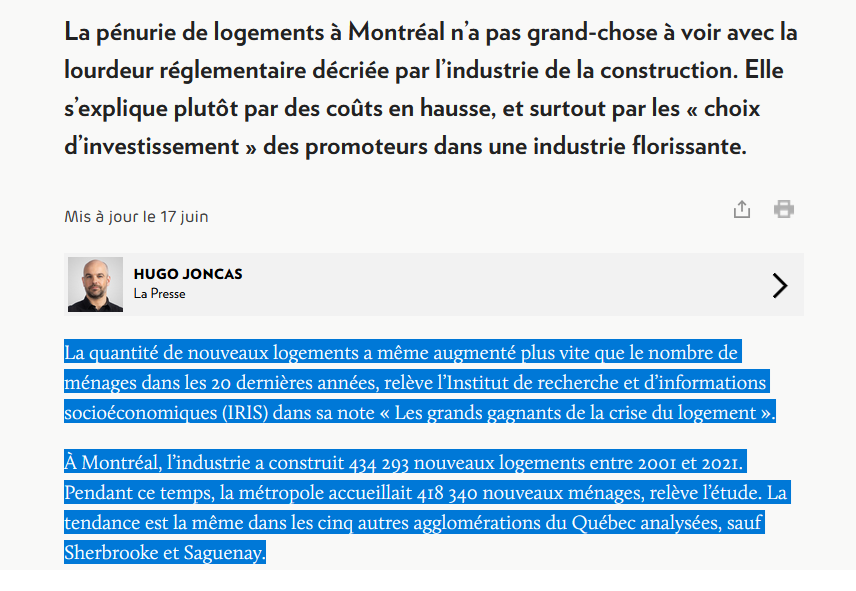 La pénurie de logements à Montréal n’a pas grand-chose à voir avec la
lourdeur réglementaire décriée par l’industrie de la construction. Elle
s’explique plutôt par des coûts en hausse, et surtout par les « choix
d’investissement » des promoteurs dans une industrie florissante.
Mis à jour le 17 juin
HUGO JONCAS
La Presse
La quantité de nouveaux logements a même augmenté plus vite que le nombre de
ménages dans les 20 dernières années, relève l’Institut de recherche et d’informations
socioéconomiques (IRIS) dans sa note « Les grands gagnants de la crise du logement ».
À Montréal, l’industrie a construit 434 293 nouveaux logements entre 2001 et 2021.
Pendant ce temps, la métropole accueillait 418 340 nouveaux ménages, relève l’étude. La
tendance est la même dans les cinq autres agglomérations du Québec analysées, sauf
Sherbrooke et Saguenay.